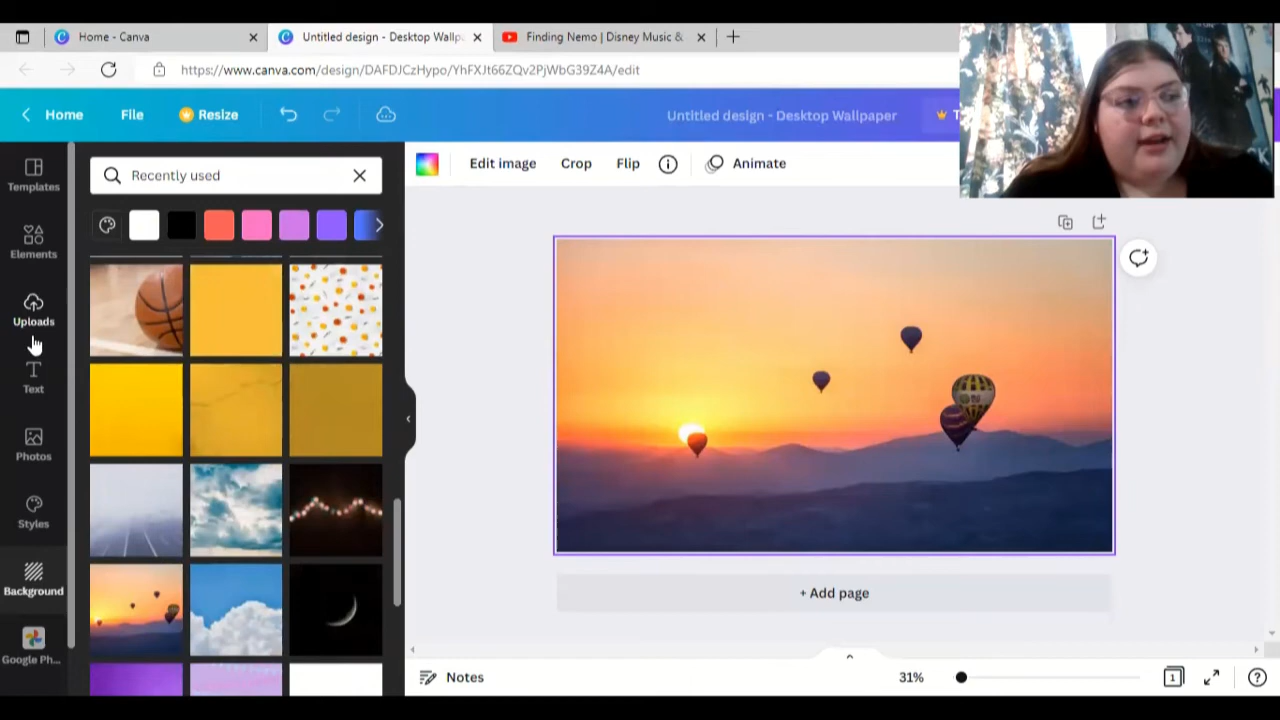 Home - Canva
Untitled design - Desktop Wallp
Finding Nemo | Disney Music &
https://www.canva.com/design/DAFDJCzHypo/YhFXJt66ZQv2PjWbG39Z4A/edit
Home
File
Resize
Untitled design - Desktop Wallpaper
T
Templates
Recently used
Edit image
Crop
Flip
Animate
Elements
Uploads
Text
Photos
Styles
Background
Google Ph...
+ Add page
Notes
31%
1